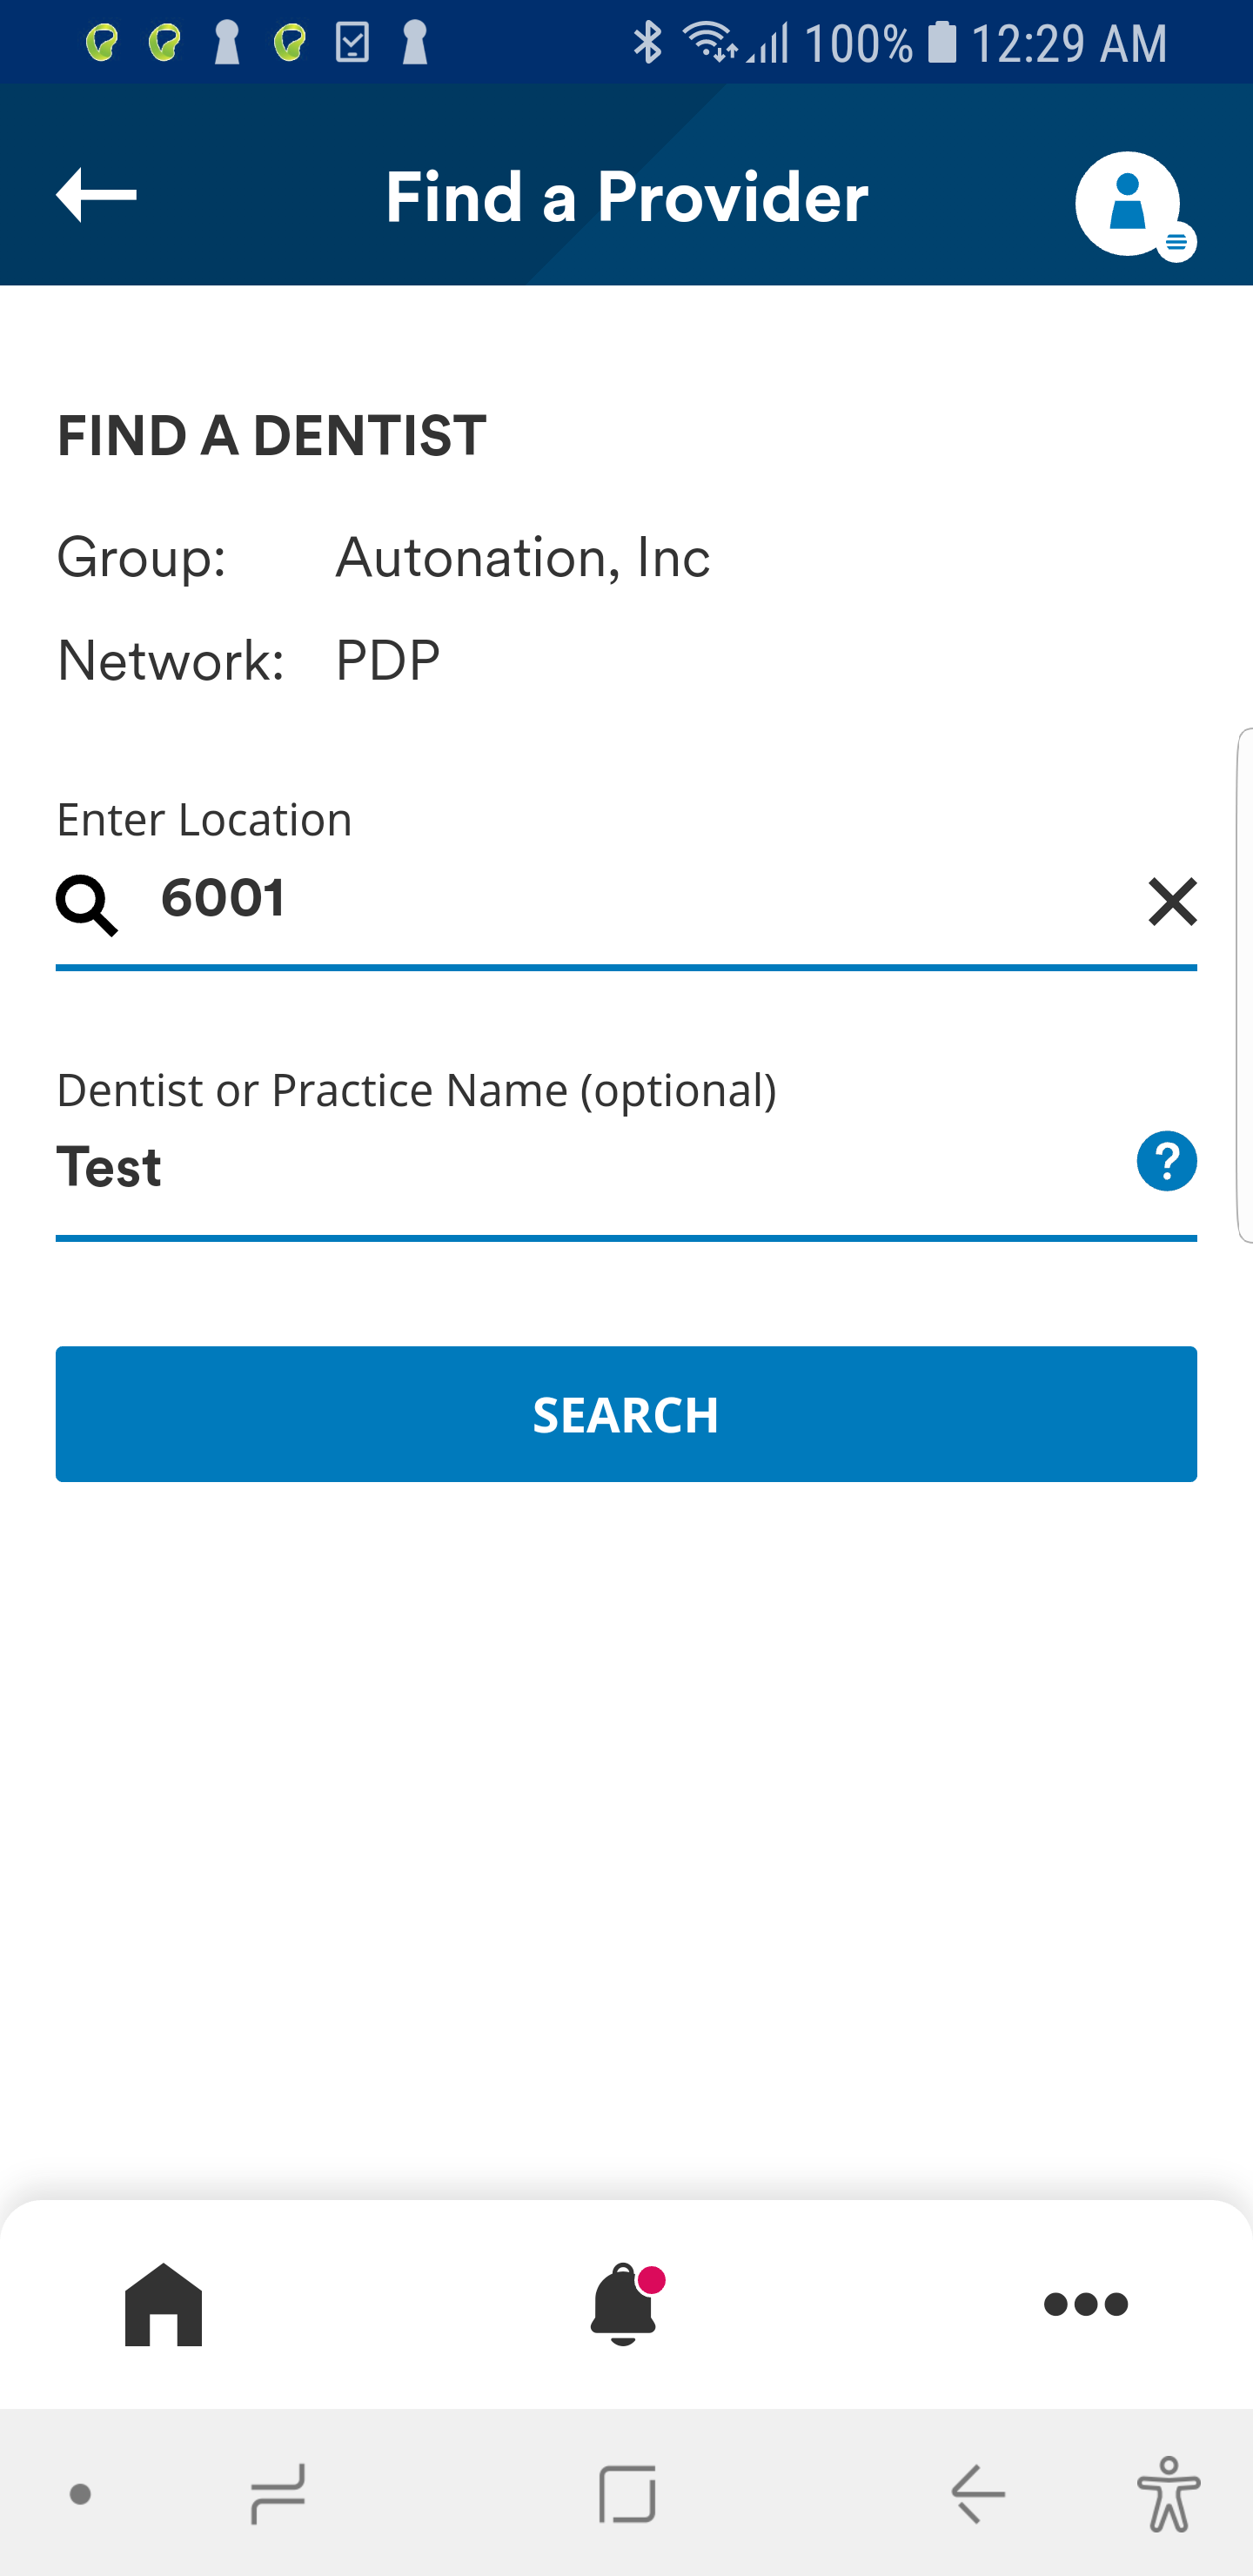 100% 12:29 AM
Find a Provider
FIND A DENTIST
Group: Autonation, Inc
Network: PDP
Enter Location
6001
Dentist or Practice Name (optional)
Test
?
SEARCH